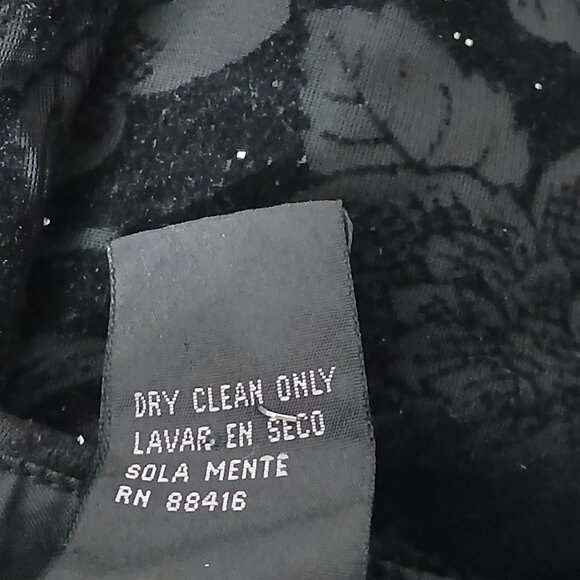 DRY CLEAN ONLY
LAVAR EN SECO
SOLA MENTE
RN 88416